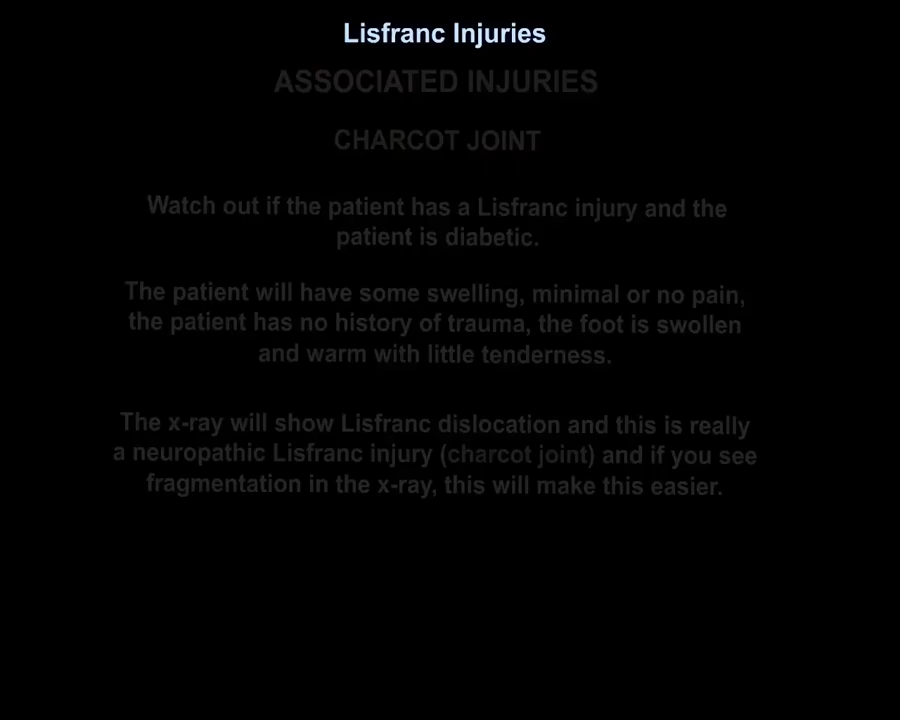 Lisfranc Injuries
ASSOCIATED INJURIES
CHARCOT JOINT
Watch out if the patient has a Lisfranc injury and the
patient is diabetic.
The patient will have some swelling, minimal or no pain,
the patient has no history of trauma, the foot is swollen
and warm with little tenderness.
The x-ray will show Lisfranc dislocation and this is really
a neuropathic Lisfranc injury (charcot joint) and if you see
fragmentation in the x-ray, this will make this easier.